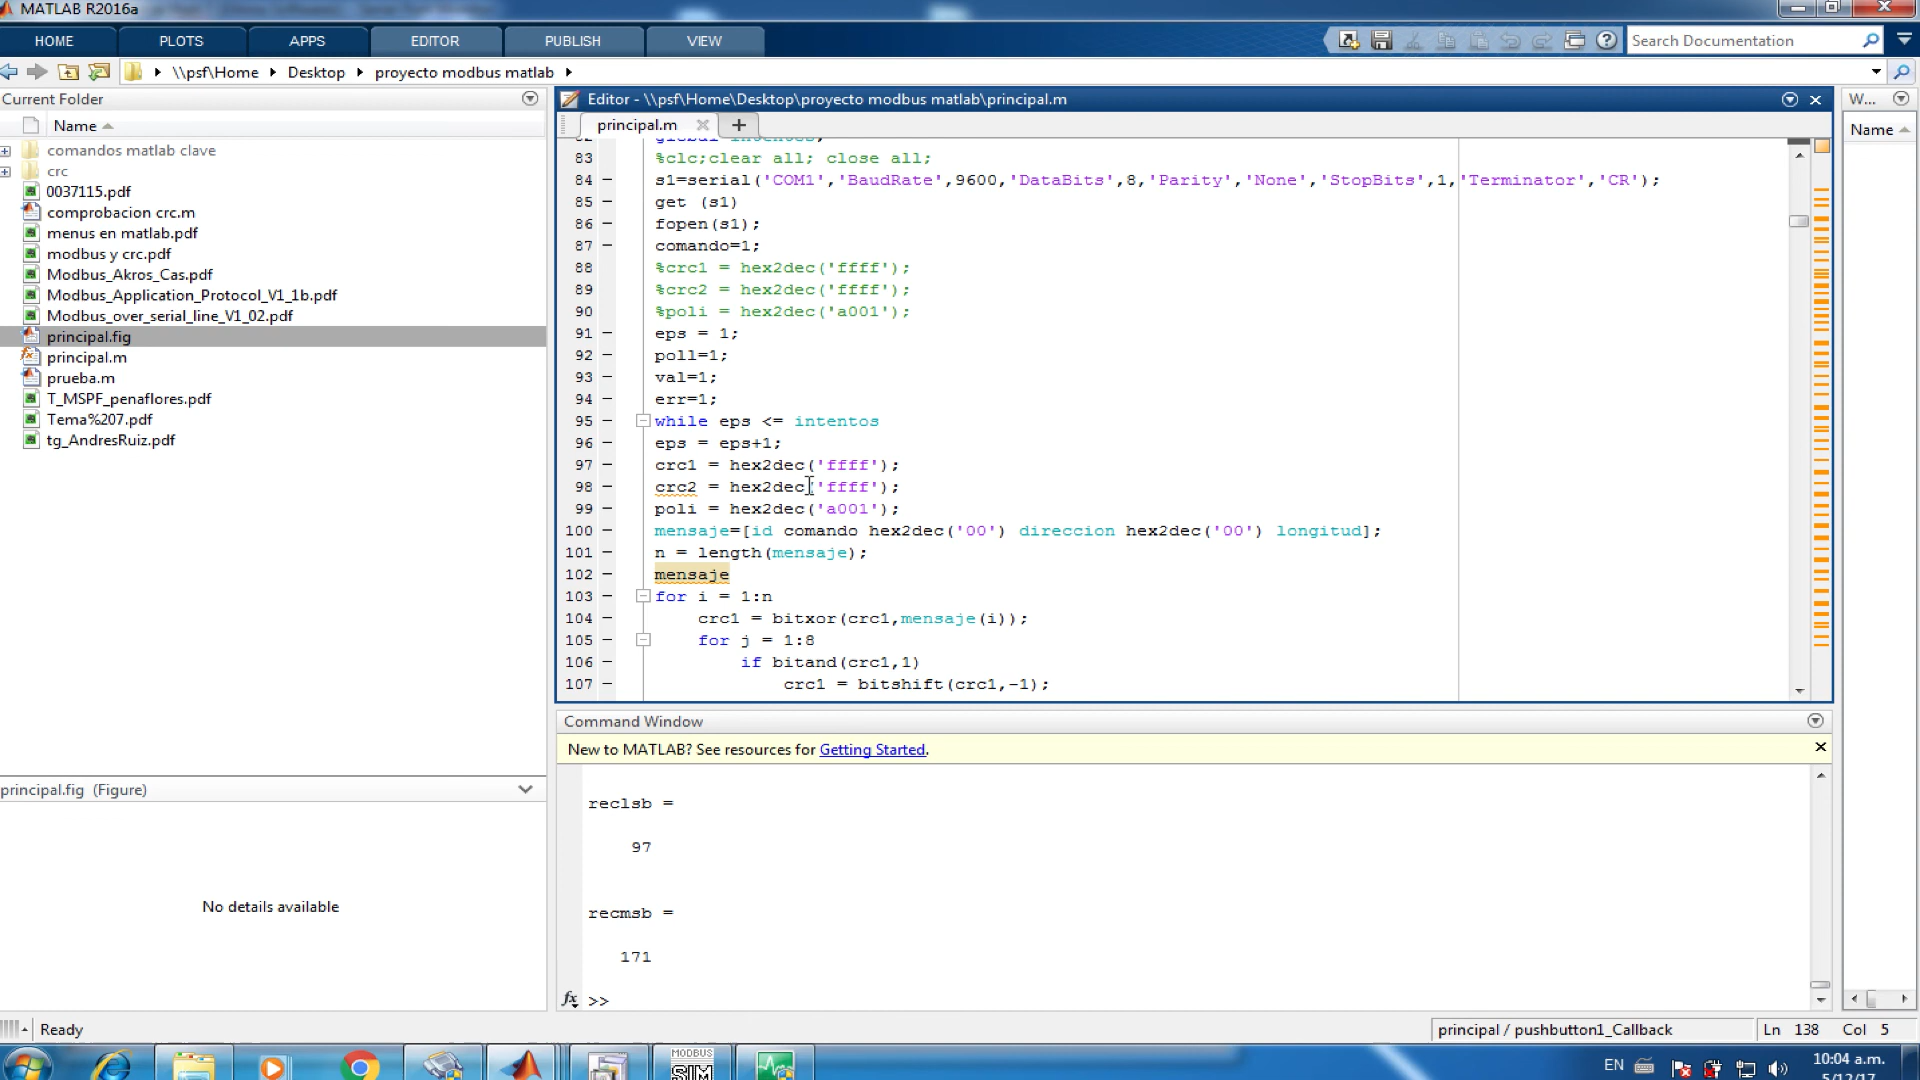 MATLAB R2016a
HOME PLOTS APPS EDITOR PUBLISH VIEW
Search Documentation
\\psf\Home Desktop proyecto modbus matlab
Current Folder
Name
comandos matlab clave
crc
0037115.pdf
comprobacion crc.m
menus en matlab.pdf
modbus y crc.pdf
Modbus_Akros_Cas.pdf
Modbus_Application_Protocol_V1_1b.pdf
Modbus_over_serial_line_V1_02.pdf
principal.fig
principal.m
prueba.m
T_MSPF_penaflores.pdf
Tema%207.pdf
tg_AndresRuiz.pdf
principal.fig (Figure)
No details available
Editor - \\psf\Home\Desktop\proyecto modbus matlab\principal.m
principal.m
82 global intentos;
83 %clc;clear all; close all;
84 - s1=serial('COM1','BaudRate',9600,'DataBits',8,'Parity','None','StopBits',1,'Terminator','CR');
85 - get (s1)
86 - fopen(s1);
87 - comando=1;
88 %crc1 = hex2dec('ffff');
89 %crc2 = hex2dec('ffff');
90 %poli = hex2dec('a001');
91 - eps = 1;
92 - poll=1;
93 - val=1;
94 - err=1;
95 - while eps <= intentos
96 - eps = eps+1;
97 - crc1 = hex2dec('ffff');
98 - crc2 = hex2dec('ffff');
99 - poli = hex2dec('a001');
100 - mensaje=[id comando hex2dec('00') direccion hex2dec('00') longitud];
101 - n = length(mensaje);
102 - mensaje
103 - for i = 1:n
104 - crc1 = bitxor(crc1,mensaje(i));
105 - for j = 1:8
106 - if bitand(crc1,1)
107 - crc1 = bitshift(crc1,-1);
Command Window
New to MATLAB? See resources for Getting Started.
reclsb =
97
recmsb =
171
fx >>
W...
Name
Ready
principal / pushbutton1_Callback
Ln 138 Col 5
MODBUS
SIM
EN
10:04 a.m.
5/12/17